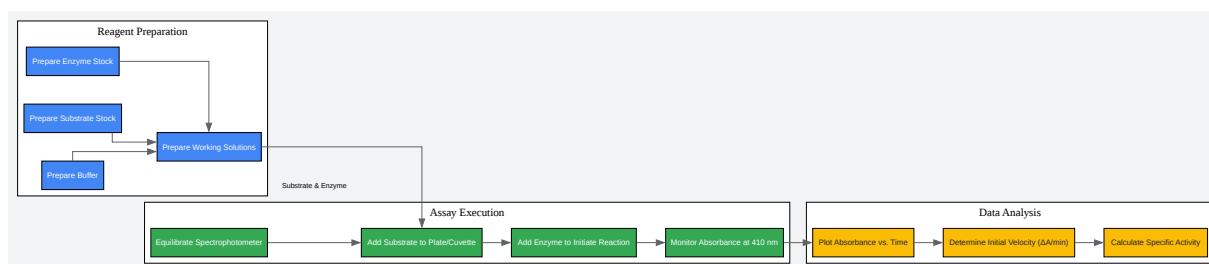 Reagent Preparation
Prepare Enzyme Stock
Prepare Substrate Stock
Prepare Working Solutions
Prepare Buffer
Substrate & Enzyme
Assay Execution
Equilibrate Spectrophotometer
Add Substrate to Plate/Cuvette
Add Enzyme to Initiate Reaction
Monitor Absorbance at 410 nm
Data Analysis
Plot Absorbance vs. Time
Determine Initial Velocity (ΔA/min)
Calculate Specific Activity